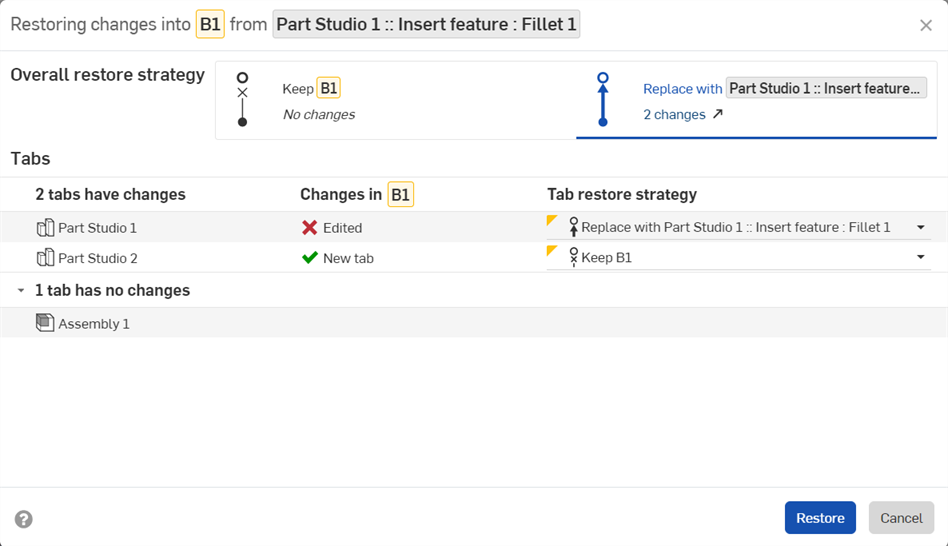 Restoring changes into B1 from Part Studio 1 :: Insert feature : Fillet 1
Overall restore strategy
Keep B1
No changes
Replace with Part Studio 1 :: Insert feature...
2 changes
Tabs
2 tabs have changes Changes in B1 Tab restore strategy
Part Studio 1 Edited Replace with Part Studio 1 :: Insert feature : Fillet 1
Part Studio 2 New tab Keep B1
1 tab has no changes
Assembly 1
Restore Cancel